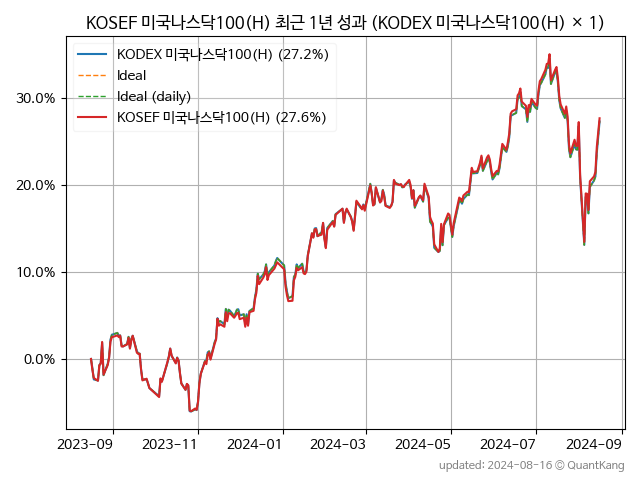 KOSEF 미국나스닥100(H) 최근 1년 성과 (KODEX 미국나스닥100(H) × 1)
KODEX 미국나스닥100(H) (27.2%)
Ideal
Ideal (daily)
KOSEF 미국나스닥100(H) (27.6%)
30.0%
20.0%
10.0%
0.0%
2023-09 2023-11 2024-01 2024-03 2024-05 2024-07 2024-09
updated: 2024-08-16 © QuantKang